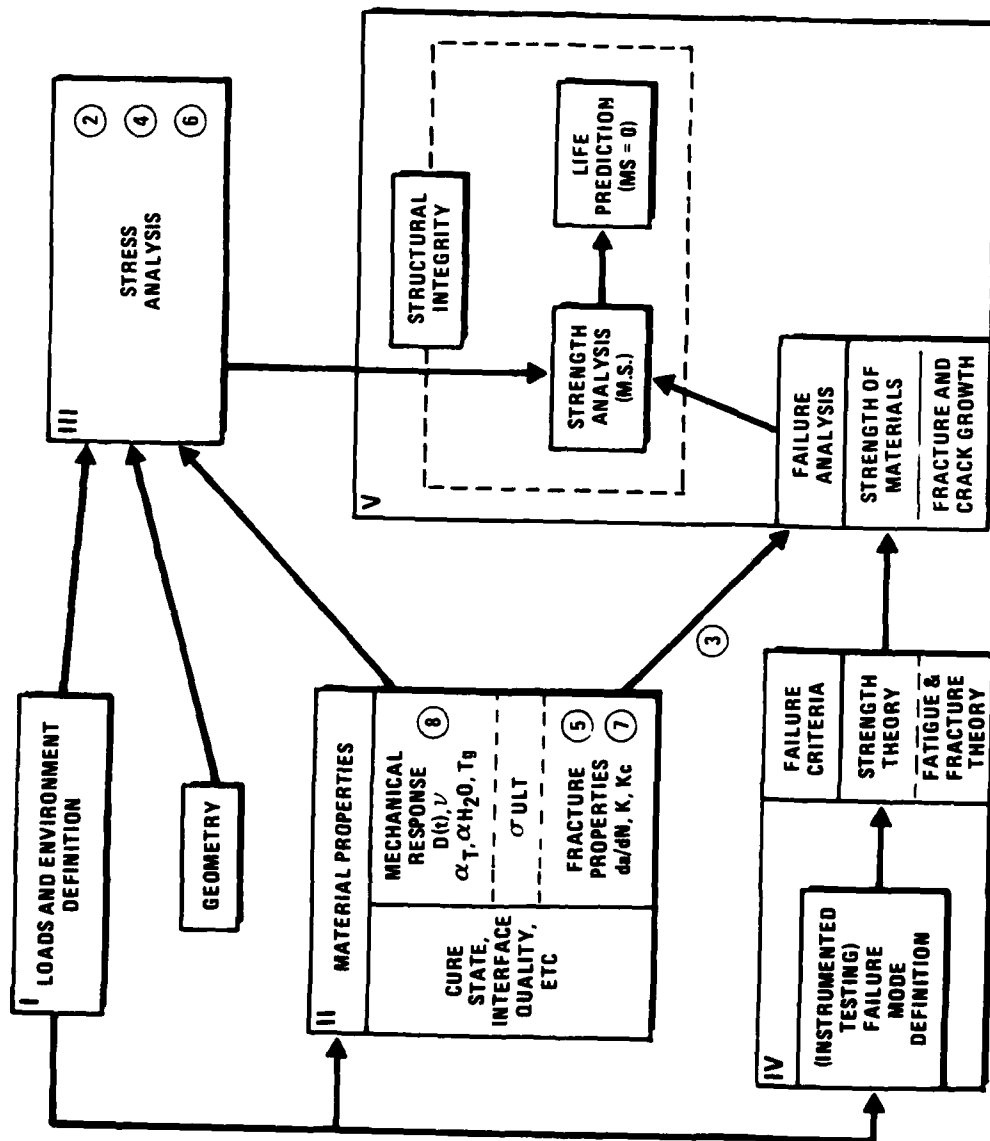 I
LOADS AND ENVIRONMENT
DEFINITION
GEOMETRY
II
MATERIAL PROPERTIES
CURE
STATE,
INTERFACE
QUALITY,
ETC
MECHANICAL
RESPONSE
D(t), ν
αT, αH2O, Tg
8
σ ULT
FRACTURE
PROPERTIES
da/dN, K, Kc
5
7
III
STRESS
ANALYSIS
2
4
6
3
IV
(INSTRUMENTED
TESTING)
FAILURE
MODE
DEFINITION
FAILURE
CRITERIA
STRENGTH
THEORY
FATIGUE &
FRACTURE
THEORY
V
STRUCTURAL
INTEGRITY
STRENGTH
ANALYSIS
(M.S.)
LIFE
PREDICTION
(MS = 0)
FAILURE
ANALYSIS
STRENGTH OF
MATERIALS
FRACTURE AND
CRACK GROWTH